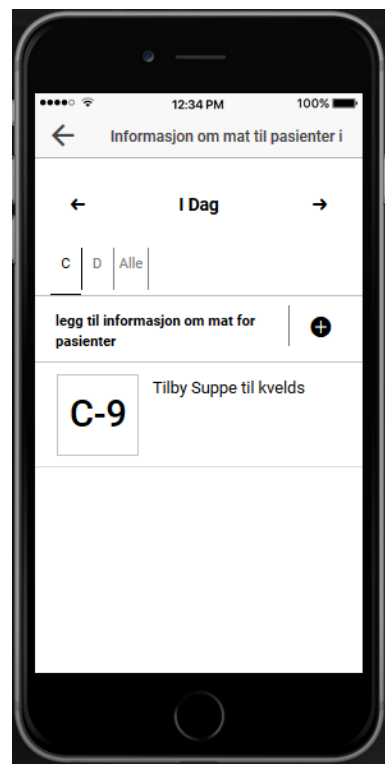 12:34 PM 100%
Informasjon om mat til pasienter i
I Dag
C D Alle
legg til informasjon om mat for
pasienter
C-9 Tilby Suppe til kvelds